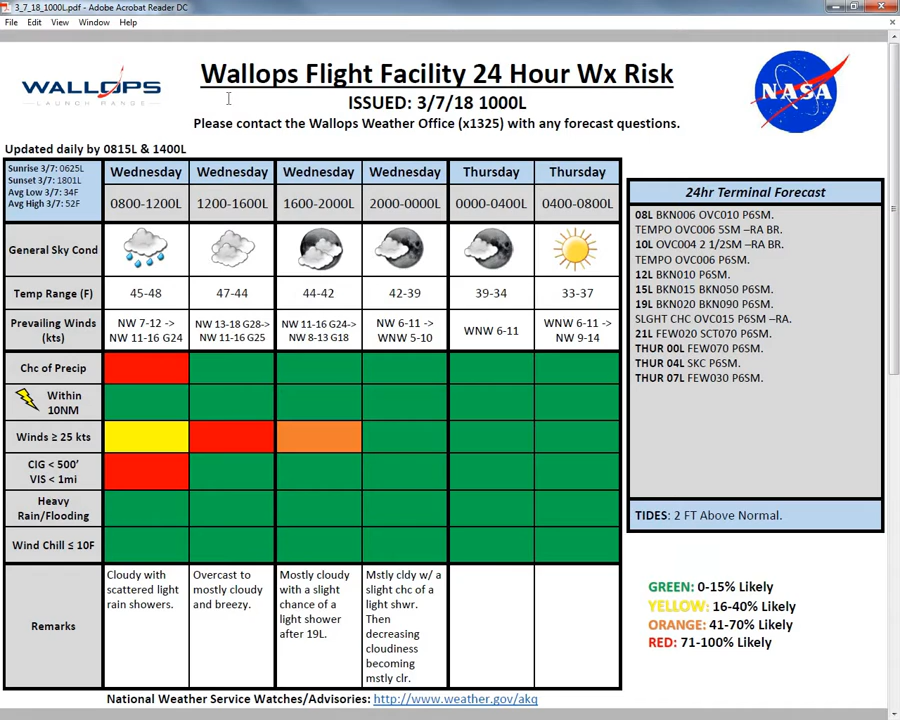 3_7_18_1000L.pdf - Adobe Acrobat Reader DC
File Edit View Window Help
WALLOPS
LAUNCH RANGE
Wallops Flight Facility 24 Hour Wx Risk
ISSUED: 3/7/18 1000L
Please contact the Wallops Weather Office (x1325) with any forecast questions.
NASA
Updated daily by 0815L & 1400L
Sunrise 3/7: 0625L
Sunset 3/7: 1801L
Avg Low 3/7: 34F
Avg High 3/7: 52F
Wednesday Wednesday Wednesday Wednesday Thursday Thursday
0800-1200L 1200-1600L 1600-2000L 2000-0000L 0000-0400L 0400-0800L
General Sky Cond
Temp Range (F) 45-48 47-44 44-42 42-39 39-34 33-37
Prevailing Winds (kts)
NW 7-12 -> NW 11-16 G24
NW 13-18 G28-> NW 11-16 G25
NW 11-16 G24-> NW 8-13 G18
NW 6-11 -> WNW 5-10
WNW 6-11
WNW 6-11 -> NW 9-14
Chc of Precip
Within 10NM
Winds ≥ 25 kts
CIG < 500'
VIS < 1mi
Heavy
Rain/Flooding
Wind Chill ≤ 10F
Remarks
Cloudy with
scattered light
rain showers.
Overcast to
mostly cloudy
and breezy.
Mostly cloudy
with a slight
chance of a
light shower
after 19L.
Mstly cldy w/ a
slight chc of a
light shwr.
Then
decreasing
cloudiness
becoming
mstly clr.
24hr Terminal Forecast
08L BKN006 OVC010 P6SM.
TEMPO OVC006 5SM –RA BR.
10L OVC004 2 1/2SM –RA BR.
TEMPO OVC006 P6SM.
12L BKN010 P6SM.
15L BKN015 BKN050 P6SM.
19L BKN020 BKN090 P6SM.
SLGHT CHC OVC015 P6SM –RA.
21L FEW020 SCT070 P6SM.
THUR 00L FEW070 P6SM.
THUR 04L SKC P6SM.
THUR 07L FEW030 P6SM.
TIDES: 2 FT Above Normal.
GREEN: 0-15% Likely
YELLOW: 16-40% Likely
ORANGE: 41-70% Likely
RED: 71-100% Likely
National Weather Service Watches/Advisories: http://www.weather.gov/akq